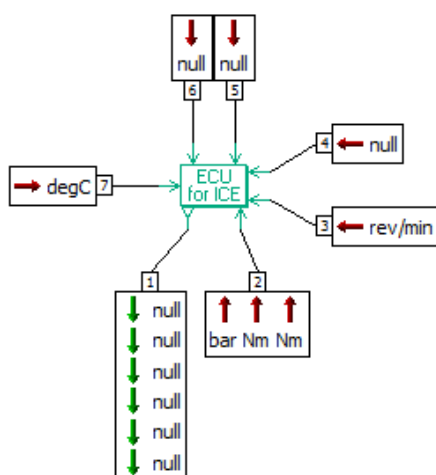 null null
6 5
4 null
degC 7
ECU
for ICE
3 rev/min
1 2
null
bar Nm Nm
null
null
null
null
null